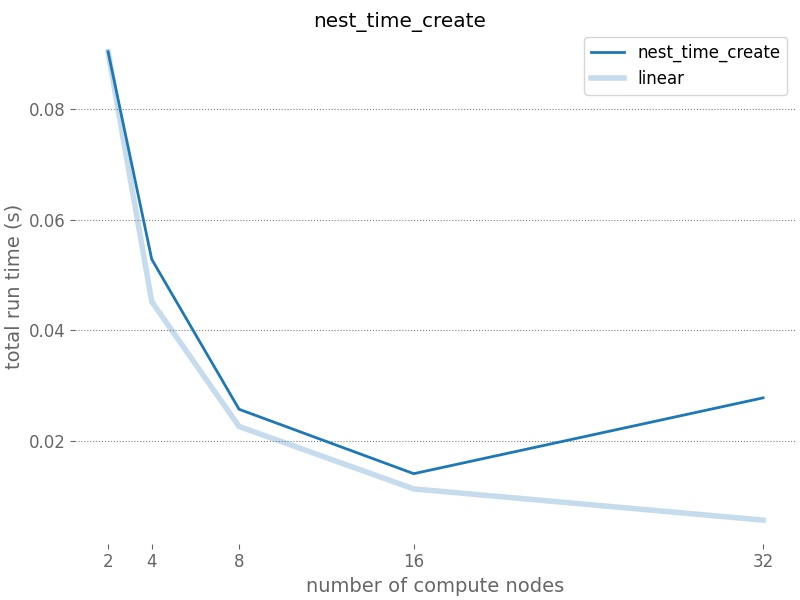 nest_time_create
nest_time_create
linear
0.08
0.06
0.04
0.02
total run time (s)
2 4 8 16 32
number of compute nodes